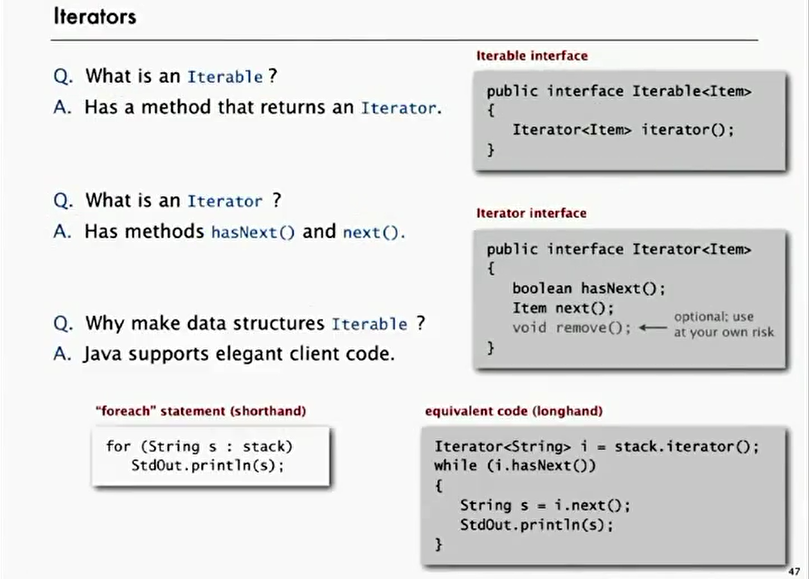 Iterators
Q. What is an Iterable ?
A. Has a method that returns an Iterator.
Iterable interface
public interface Iterable<Item>
{
Iterator<Item> iterator();
}
Q. What is an Iterator ?
A. Has methods hasNext() and next().
Iterator interface
public interface Iterator<Item>
{
boolean hasNext();
Item next();
void remove(); ← optional; use
at your own risk
}
Q. Why make data structures Iterable ?
A. Java supports elegant client code.
"foreach" statement (shorthand)
for (String s : stack)
StdOut.println(s);
equivalent code (longhand)
Iterator<String> i = stack.iterator();
while (i.hasNext())
{
String s = i.next();
StdOut.println(s);
}
47